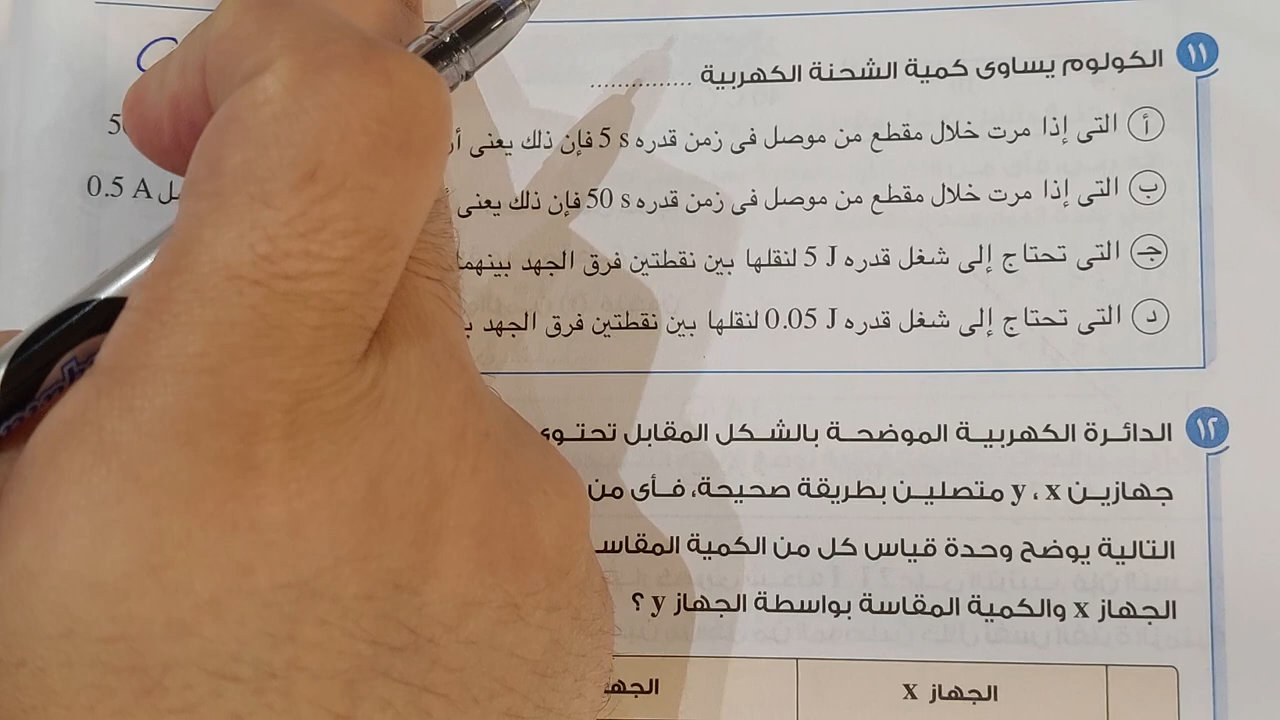 ١١ الكولوم يساوى كمية الشحنة الكهربية ...............
أ التى إذا مرت خلال مقطع من موصل فى زمن قدره 5 s فإن ذلك يعنى
ب التى إذا مرت خلال مقطع من موصل فى زمن قدره 50 s فإن ذلك يعنى 0.5 A
جـ التى تحتاج إلى شغل قدره 5 J لنقلها بين نقطتين فرق الجهد بينهما
د التى تحتاج إلى شغل قدره 0.05 J لنقلها بين نقطتين فرق الجهد
١٢ الدائرة الكهربية الموضحة بالشكل المقابل تحتوى
جهازين x ، y متصلين بطريقة صحيحة، فأى من
التالية يوضح وحدة قياس كل من الكمية المقاسة
الجهاز x والكمية المقاسة بواسطة الجهاز y ؟
الجهاز x